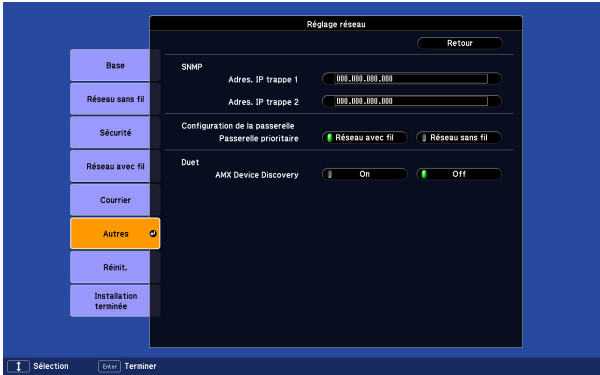 Réglage réseau
Retour
Base
Réseau sans fil
Sécurité
Réseau avec fil
Courrier
Autres
Réinit.
Installation
terminée
SNMP
Adres. IP trappe 1 000.000.000.000
Adres. IP trappe 2 000.000.000.000
Configuration de la passerelle
Passerelle prioritaire Réseau avec fil Réseau sans fil
Duet
AMX Device Discovery On Off
Sélection Enter Terminer